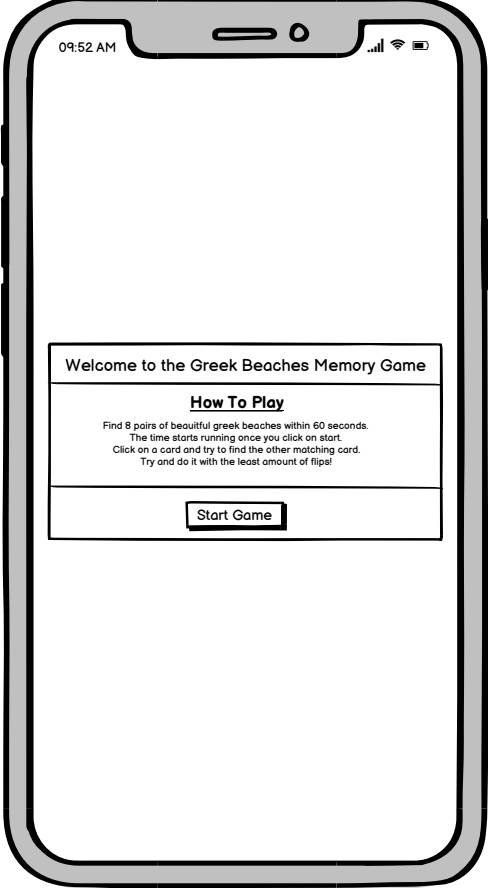 09:52 AM
Welcome to the Greek Beaches Memory Game
How To Play
Find 8 pairs of beauitful greek beaches within 60 seconds.
The time starts running once you click on start.
Click on a card and try to find the other matching card.
Try and do it with the least amount of flips!
Start Game